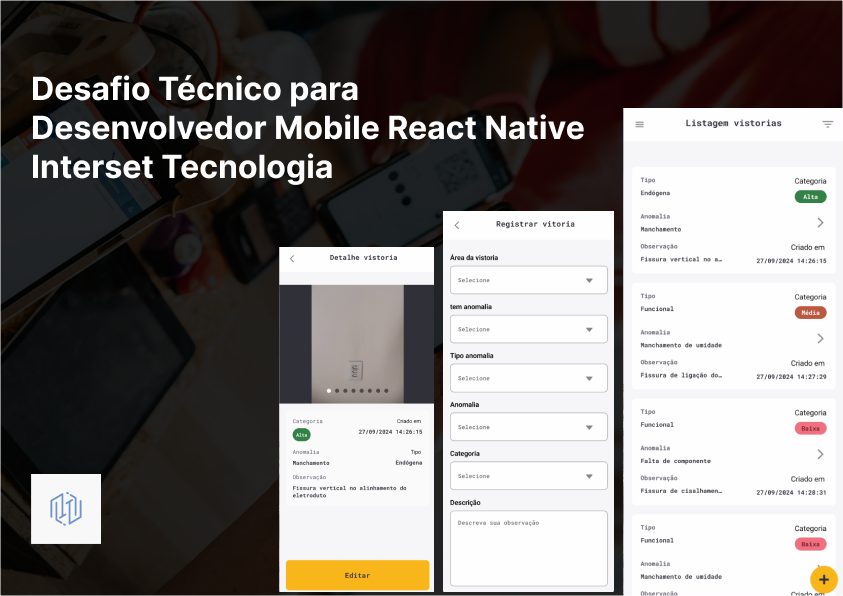 Desafio Técnico para
Desenvolvedor Mobile React Native
Interset Tecnologia
Detalhe vistoria
Categoria
Criado em
Alta
27/09/2024 14:26:15
Anomalia
Tipo
Manchamento
Endógena
Observação
Fissura vertical no alinhamento do
eletroduto
Editar
Registrar vitoria
Área da vistoria
Selecione
tem anomalia
Selecione
Tipo anomalia
Selecione
Anomalia
Selecione
Categoria
Selecione
Descrição
Descreva sua observação
Listagem vistorias
Tipo
Categoria
Endógena
Alta
Anomalia
Manchamento
Observação
Criado em
Fissura vertical no a…
27/09/2024 14:26:15
Tipo
Categoria
Funcional
Média
Anomalia
Manchamento de umidade
Observação
Criado em
Fissura de ligação do…
27/09/2024 14:27:29
Tipo
Categoria
Funcional
Baixa
Anomalia
Falta de componente
Observação
Criado em
Fissura de cisalhamen…
27/09/2024 14:28:31
Tipo
Categoria
Funcional
Baixa
Anomalia
Manchamento de umidade
Observação
Criado em